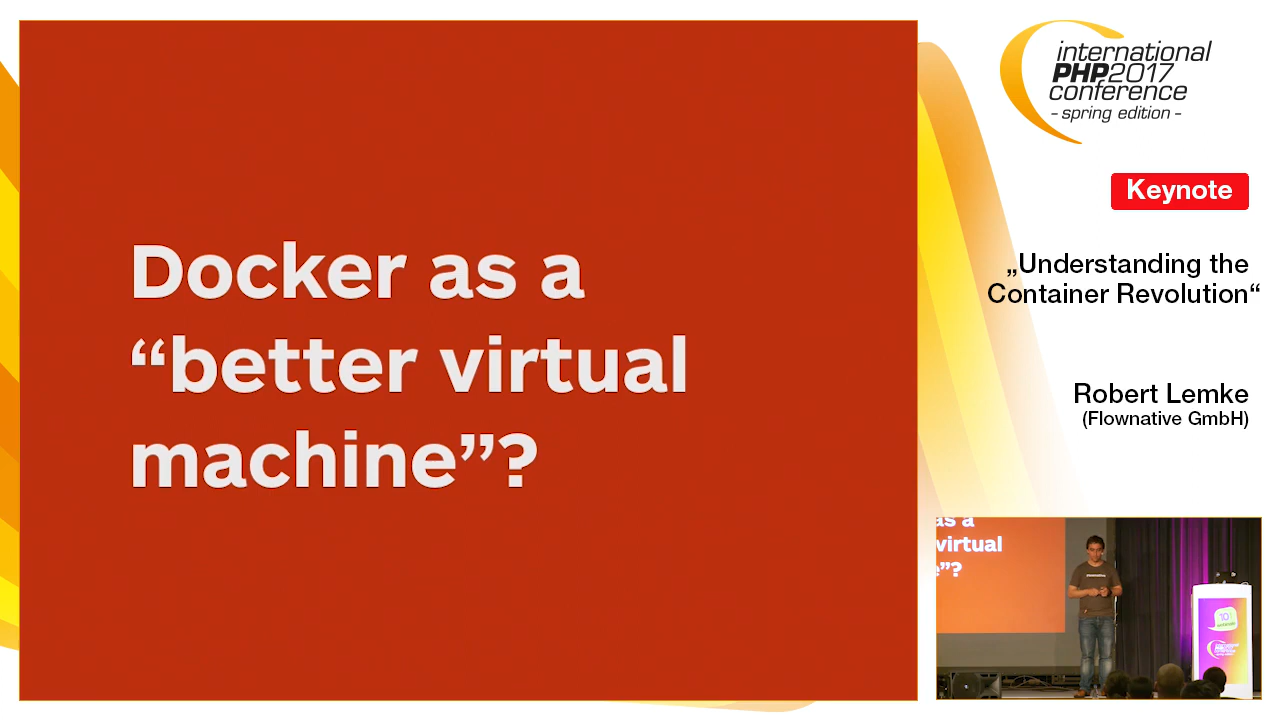 Docker as a
“better virtual
machine”?
international
PHP2017
conference
- spring edition -
Keynote
„Understanding the
Container Revolution“
Robert Lemke
(Flownative GmbH)
as a
virtual
e”?
10